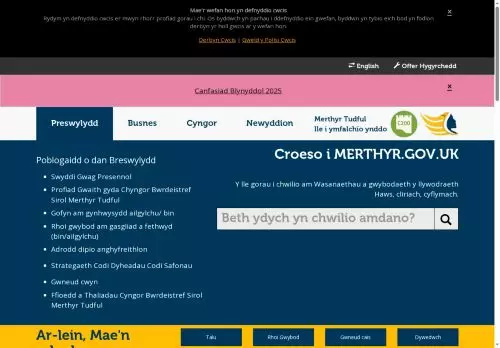 Mae'r wefan hon yn defnyddio cwcis
x
Rydym yn defnyddio cwcis er mwyn rhoi'r profiad gorau i chi. Os byddwch yn parhau i ddefnyddio ein gwefan, byddwn yn tybio eich bod yn fodlon
derbyn yr holl gwcis ar y wefan hon.
Derbyn Cwcis | Gweld y Polisi Cwcis
English
Offer Hygyrchedd
Canfasiad Blynyddol 2025
x
Preswylydd
Busnes
Cyngor
Newyddion
Merthyr Tudful
lle i ymfalchïo ynddo
Poblogaidd o dan Breswylydd
Swyddi Gwag Presennol
Profiad Gwaith gyda Chyngor Bwrdeistref
Sirol Merthyr Tudful
Gofyn am gynhwysydd ailgylchu/ bin
Rhoi gwybod am gasgliad a fethwyd
(bin/ailgylchu)
Adrodd dipio anghyfreithlon
Strategaeth Codi Dyheadau Codi Safonau
Gwneud cwyn
Ffioedd a Thaliadau Cyngor Bwrdeistref Sirol
Merthyr Tudful
Croeso i MERTHYR.GOV.UK
Y lle gorau i chwilio am Wasanaethau a gwybodaeth y llywodraeth
Haws, cliriach, cyflymach.
Beth ydych yn chwilio amdano?
Ar-lein, Mae'n
Talu
Rhoi Gwybod
Gwneud cais
Dywedwch